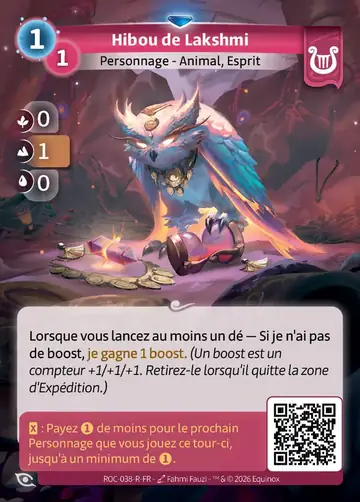 1
1
Hibou de Lakshmi
Personnage - Animal, Esprit
0
1
0
Lorsque vous lancez au moins un dé — Si je n'ai pas
de boost, je gagne 1 boost. (Un boost est un
compteur +1/+1/+1. Retirez-le lorsqu'il quitte la zone
d'Expédition.)
X : Payez 1 de moins pour le prochain
Personnage que vous jouez ce tour-ci,
jusqu'à un minimum de 1.
ROC-038-R-FR - Fahmi Fauzi - ™ & © 2026 Equinox